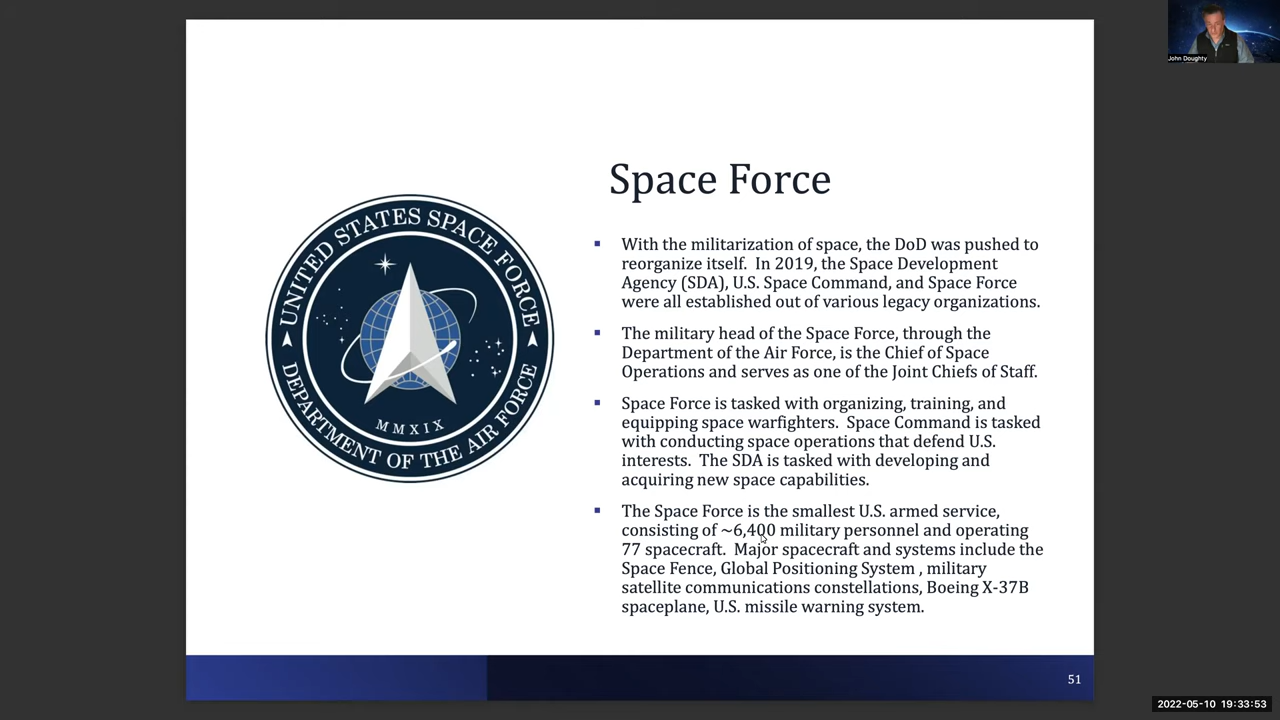 John Doughty
Space Force
UNITED STATES SPACE FORCE
MMXIX
DEPARTMENT OF THE AIR FORCE
▪ With the militarization of space, the DoD was pushed to
reorganize itself.  In 2019, the Space Development
Agency (SDA), U.S. Space Command, and Space Force
were all established out of various legacy organizations.
▪ The military head of the Space Force, through the
Department of the Air Force, is the Chief of Space
Operations and serves as one of the Joint Chiefs of Staff.
▪ Space Force is tasked with organizing, training, and
equipping space warfighters.  Space Command is tasked
with conducting space operations that defend U.S.
interests.  The SDA is tasked with developing and
acquiring new space capabilities.
▪ The Space Force is the smallest U.S. armed service,
consisting of ~6,400 military personnel and operating
77 spacecraft.  Major spacecraft and systems include the
Space Fence, Global Positioning System , military
satellite communications constellations, Boeing X-37B
spaceplane, U.S. missile warning system.
51
2022-05-10 19:33:53